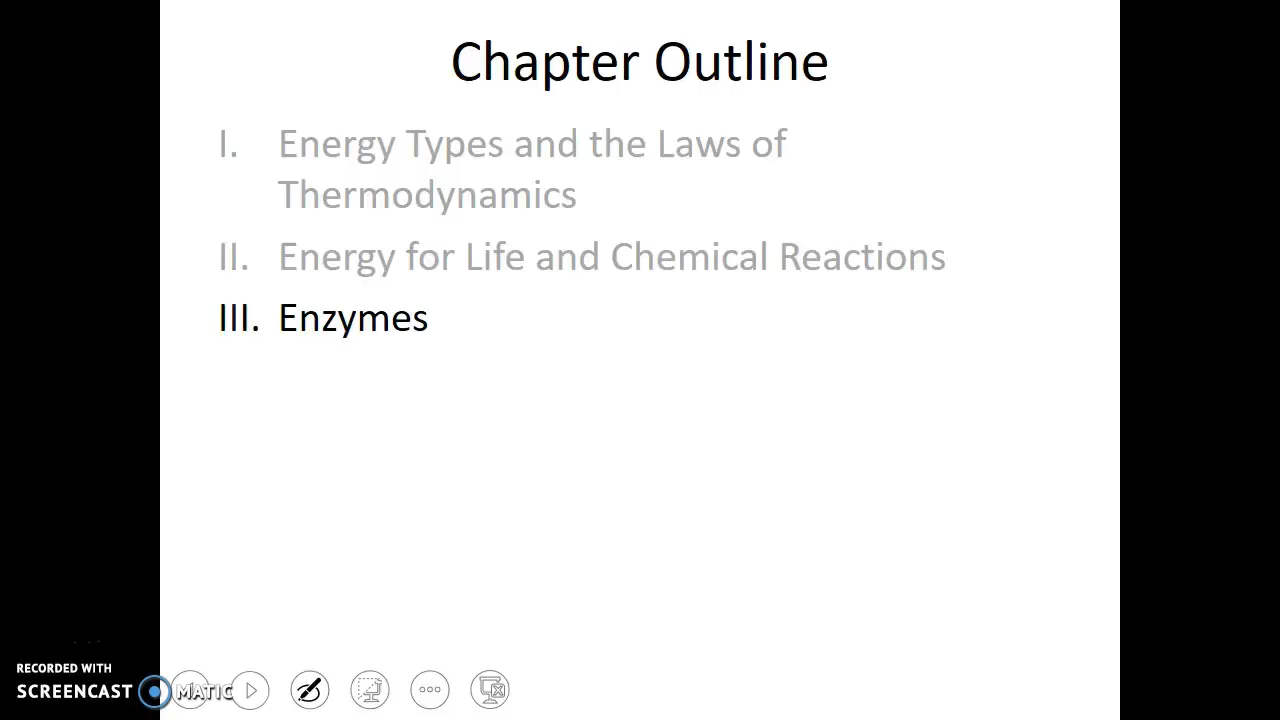 Chapter Outline
I. Energy Types and the Laws of
Thermodynamics
II. Energy for Life and Chemical Reactions
III. Enzymes
RECORDED WITH
SCREENCAST MATIC